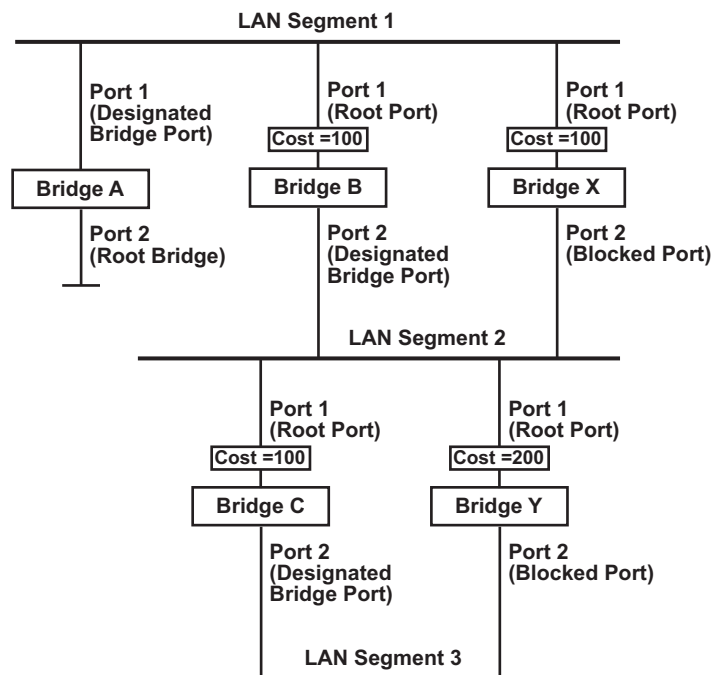 LAN Segment 1
Port 1
(Designated
Bridge Port)
Port 1
(Root Port)
Cost =100
Port 1
(Root Port)
Cost =100
Bridge A
Bridge B
Bridge X
Port 2
(Root Bridge)
Port 2
(Designated
Bridge Port)
Port 2
(Blocked Port)
LAN Segment 2
Port 1
(Root Port)
Cost =100
Port 1
(Root Port)
Cost =200
Bridge C
Bridge Y
Port 2
(Designated
Bridge Port)
Port 2
(Blocked Port)
LAN Segment 3